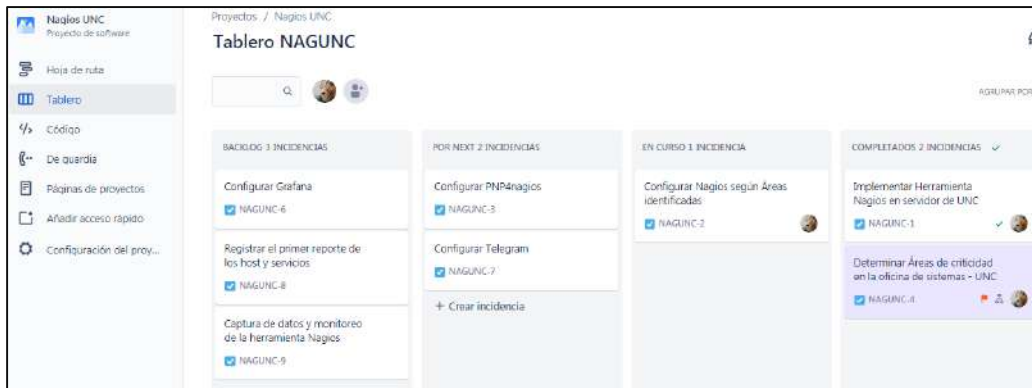 Nagios UNC
Proyecto de software
Hoja de ruta
Tablero
Código
De guardia
Páginas de proyectos
Añadir acceso rápido
Configuración del proy...
Proyectos / Nagios UNC
Tablero NAGUNC
AGRUPAR POR
BACKLOG 3 INCIDENCIAS
Configurar Grafana
NAGUNC-6
Registrar el primer reporte de
los host y servicios
NAGUNC-8
Captura de datos y monitoreo
de la herramienta Nagios
NAGUNC-9
POR NEXT 2 INCIDENCIAS
Configurar PNP4nagios
NAGUNC-3
Configurar Telegram
NAGUNC-7
+ Crear incidencia
EN CURSO 1 INCIDENCIA
Configurar Nagios según Áreas
identificadas
NAGUNC-2
COMPLETADOS 2 INCIDENCIAS
Implementar Herramienta
Nagios en servidor de UNC
NAGUNC-1
Determinar Áreas de criticidad
en la oficina de sistemas - UNC
NAGUNC-4